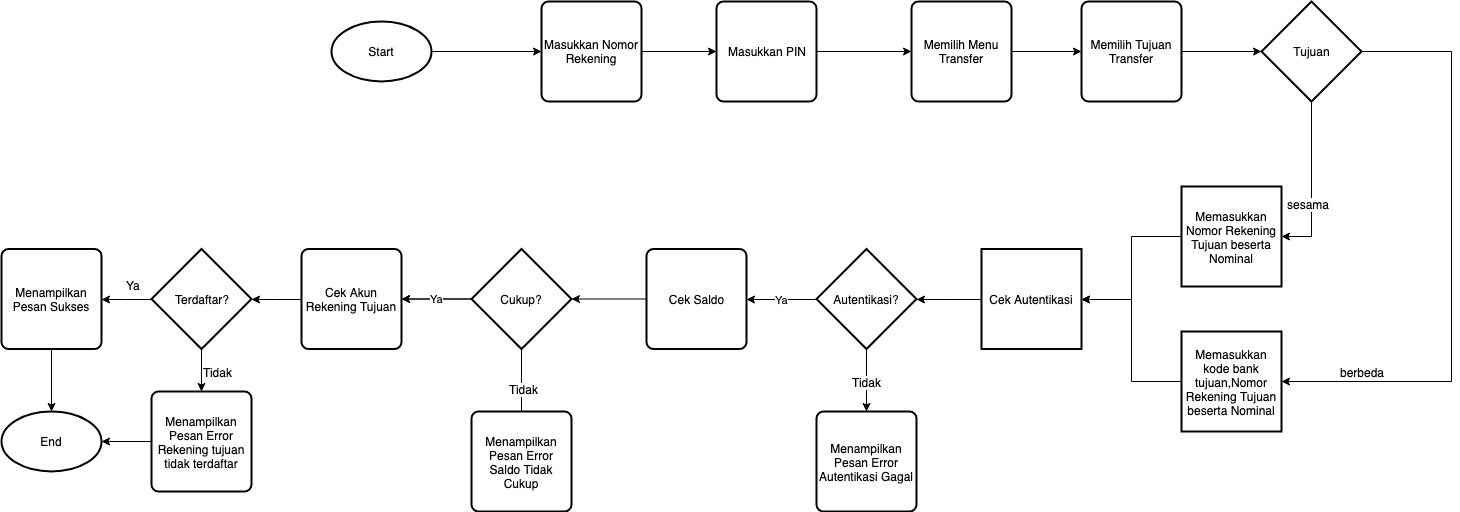 Start
Masukkan Nomor
Rekening
Masukkan PIN
Memilih Menu
Transfer
Memilih Tujuan
Transfer
Tujuan
sesama
Memasukkan
Nomor Rekening
Tujuan beserta
Nominal
berbeda
Memasukkan
kode bank
tujuan,Nomor
Rekening Tujuan
beserta Nominal
Cek Autentikasi
Autentikasi?
Ya
Tidak
Menampilkan
Pesan Error
Autentikasi Gagal
Cek Saldo
Cukup?
Ya
Tidak
Menampilkan
Pesan Error
Saldo Tidak
Cukup
Cek Akun
Rekening Tujuan
Terdaftar?
Ya
Tidak
Menampilkan
Pesan Error
Rekening tujuan
tidak terdaftar
Menampilkan
Pesan Sukses
End